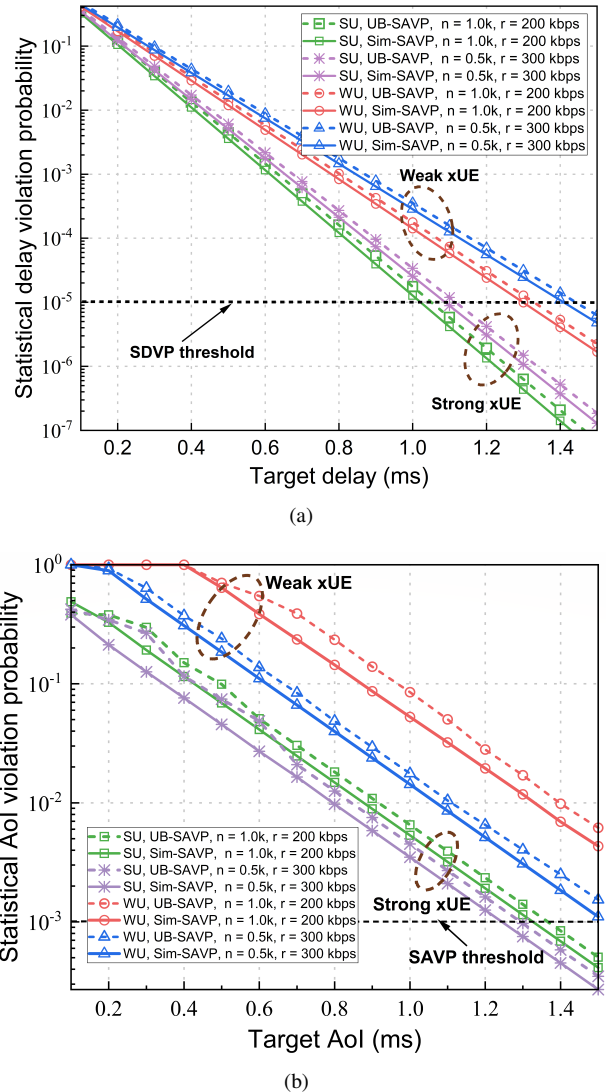 SU, UB-SAVP, n = 1.0k, r = 200 kbps
SU, Sim-SAVP, n = 1.0k, r = 200 kbps
SU, UB-SAVP, n = 0.5k, r = 300 kbps
SU, Sim-SAVP, n = 0.5k, r = 300 kbps
WU, UB-SAVP, n = 1.0k, r = 200 kbps
WU, Sim-SAVP, n = 1.0k, r = 200 kbps
WU, UB-SAVP, n = 0.5k, r = 300 kbps
WU, Sim-SAVP, n = 0.5k, r = 300 kbps
Statistical delay violation probability
10⁻¹
10⁻²
10⁻³
10⁻⁴
10⁻⁵
10⁻⁶
10⁻⁷
Weak xUE
SDVP threshold
Strong xUE
0.2 0.4 0.6 0.8 1.0 1.2 1.4
Target delay (ms)
(a)
Statistical AoI violation probability
10⁰
10⁻¹
10⁻²
10⁻³
Weak xUE
SU, UB-SAVP, n = 1.0k, r = 200 kbps
SU, Sim-SAVP, n = 1.0k, r = 200 kbps
SU, UB-SAVP, n = 0.5k, r = 300 kbps
SU, Sim-SAVP, n = 0.5k, r = 300 kbps
WU, UB-SAVP, n = 1.0k, r = 200 kbps
WU, Sim-SAVP, n = 1.0k, r = 200 kbps
WU, UB-SAVP, n = 0.5k, r = 300 kbps
WU, Sim-SAVP, n = 0.5k, r = 300 kbps
Strong xUE
SAVP threshold
0.2 0.4 0.6 0.8 1.0 1.2 1.4
Target AoI (ms)
(b)